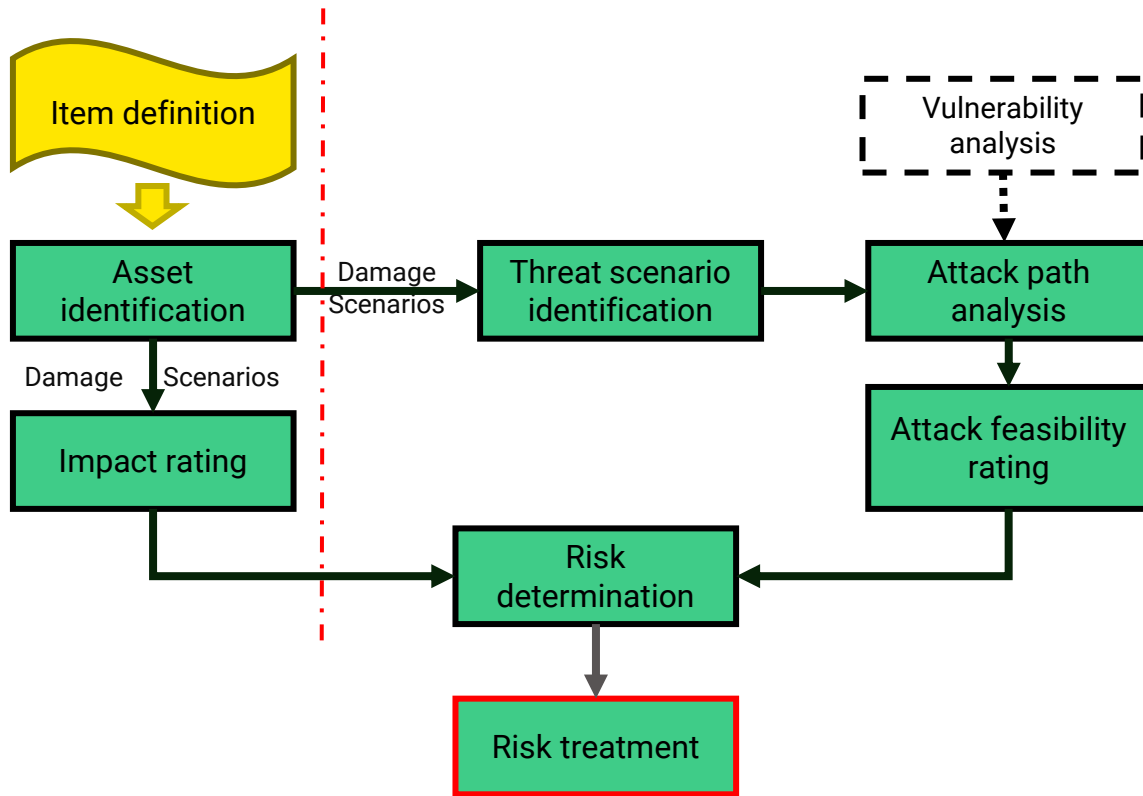 Item definition
Vulnerability
analysis
Asset
identification
Damage
Scenarios
Threat scenario
identification
Attack path
analysis
Damage Scenarios
Impact rating
Attack feasibility
rating
Risk
determination
Risk treatment